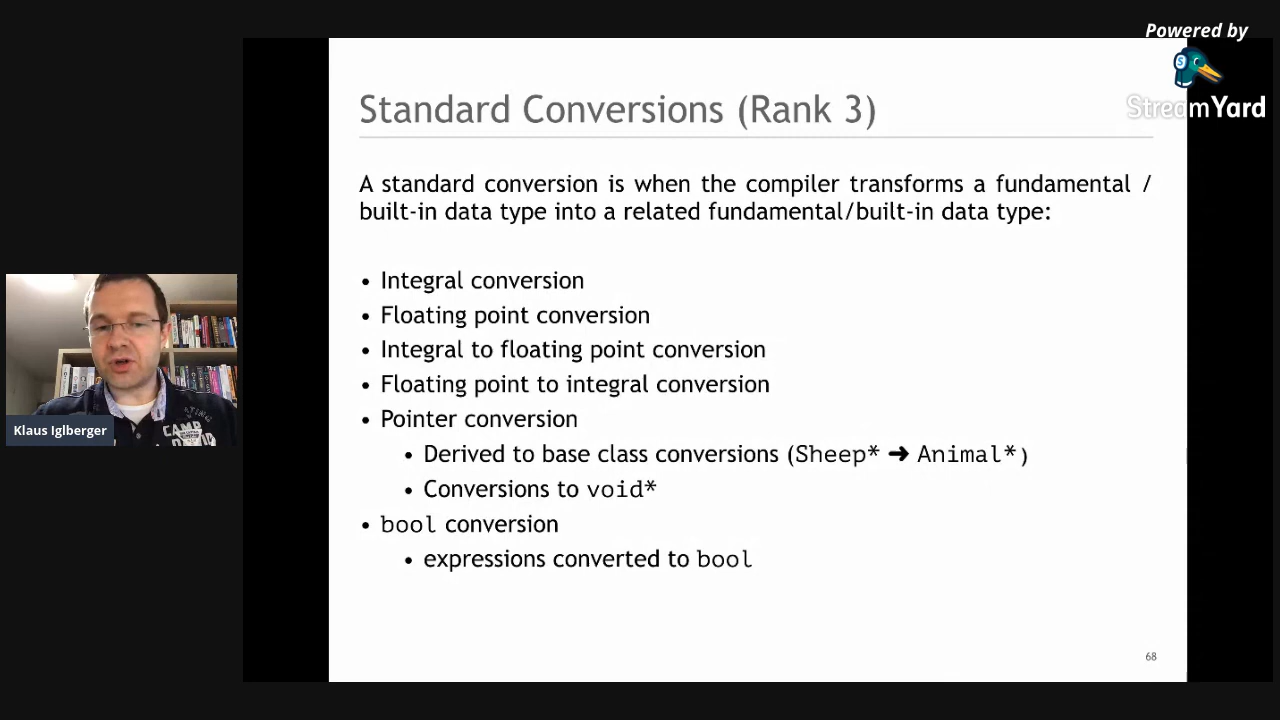 Powered by
StreamYard
Standard Conversions (Rank 3)
A standard conversion is when the compiler transforms a fundamental /
built-in data type into a related fundamental/built-in data type:
• Integral conversion
• Floating point conversion
• Integral to floating point conversion
• Floating point to integral conversion
• Pointer conversion
• Derived to base class conversions (Sheep* ➜ Animal*)
• Conversions to void*
• bool conversion
• expressions converted to bool
Klaus Iglberger
CAMP
68